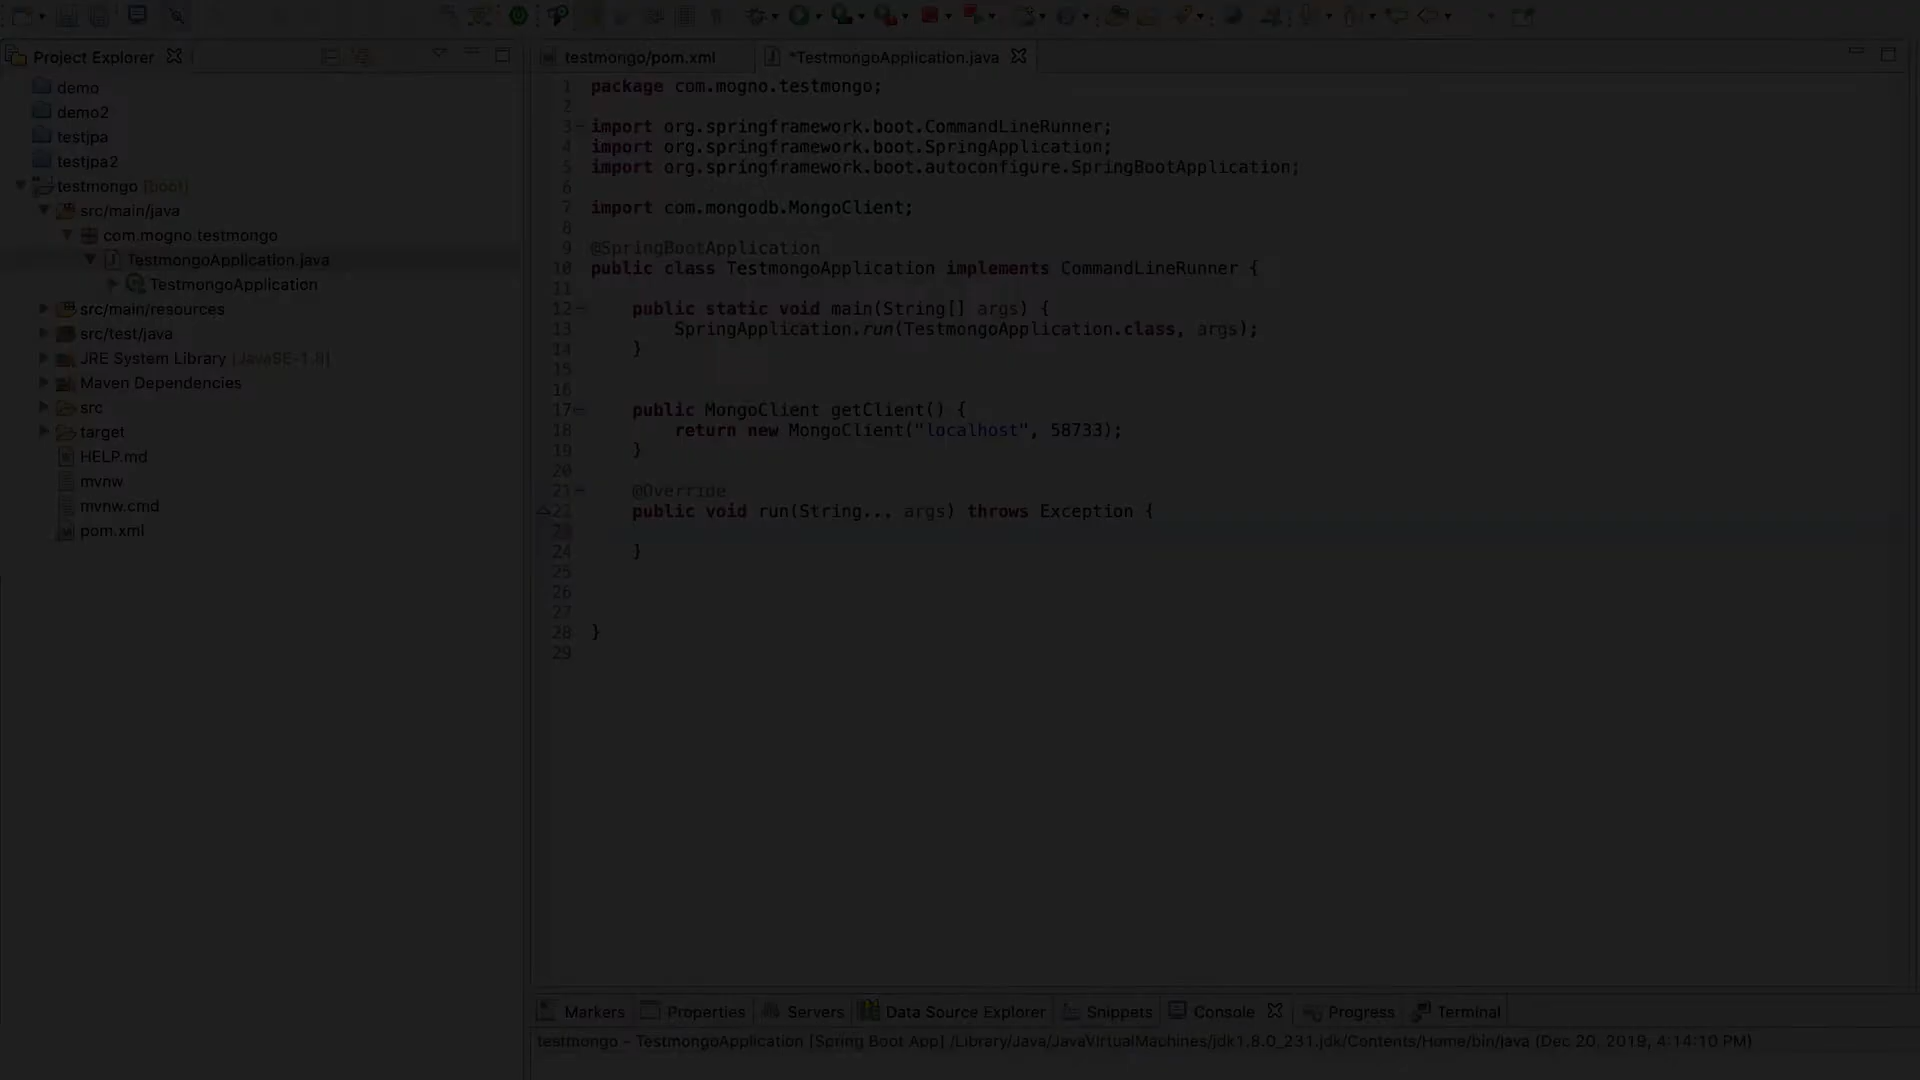 Project Explorer
demo
demo2
testjpa
testjpa2
testmongo [boot]
src/main/java
com.mogno.testmongo
TestmongoApplication.java
TestmongoApplication
src/main/resources
src/test/java
JRE System Library [JavaSE-1.8]
Maven Dependencies
src
target
HELP.md
mvnw
mvnw.cmd
pom.xml
testmongo/pom.xml
*TestmongoApplication.java
1 package com.mogno.testmongo;
2
3 import org.springframework.boot.CommandLineRunner;
4 import org.springframework.boot.SpringApplication;
5 import org.springframework.boot.autoconfigure.SpringBootApplication;
6
7 import com.mongodb.MongoClient;
8
9 @SpringBootApplication
10 public class TestmongoApplication implements CommandLineRunner {
11
12 public static void main(String[] args) {
13 SpringApplication.run(TestmongoApplication.class, args);
14 }
15
16
17 public MongoClient getClient() {
18 return new MongoClient("localhost", 58733);
19 }
20
21 @Override
22 public void run(String... args) throws Exception {
23
24 }
25
26
27
28 }
29
Markers Properties Servers Data Source Explorer Snippets Console Progress Terminal
testmongo - TestmongoApplication [Spring Boot App] /Library/Java/JavaVirtualMachines/jdk1.8.0_231.jdk/Contents/Home/bin/java (Dec 20, 2019, 4:14:10 PM)